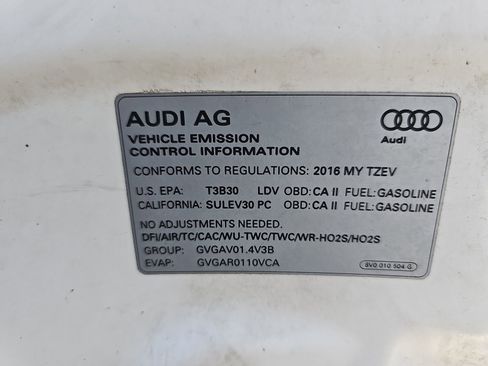 AUDI AG
Audi
VEHICLE EMISSION
CONTROL INFORMATION
CONFORMS TO REGULATIONS: 2016 MY TZEV
U.S. EPA: T3B30 LDV OBD: CA II FUEL: GASOLINE
CALIFORNIA: SULEV30 PC OBD: CA II FUEL: GASOLINE
NO ADJUSTMENTS NEEDED.
DFI/AIR/TC/CAC/WU-TWC/TWC/WR-HO2S/HO2S
GROUP: GVGAV01.4V3B
EVAP: GVGAR0110VCA
8V0 010 504 G